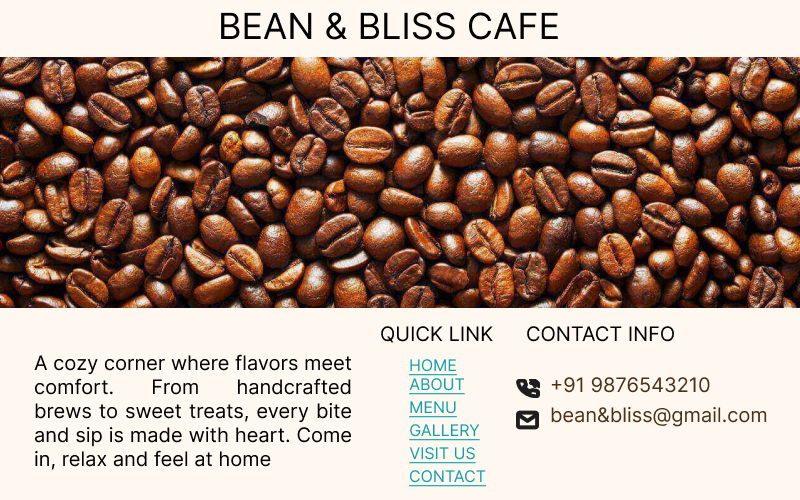 BEAN & BLISS CAFE
A cozy corner where flavors meet
comfort. From handcrafted
brews to sweet treats, every bite
and sip is made with heart. Come
in, relax and feel at home
QUICK LINK
HOME
ABOUT
MENU
GALLERY
VISIT US
CONTACT
CONTACT INFO
+91 9876543210
bean&bliss@gmail.com